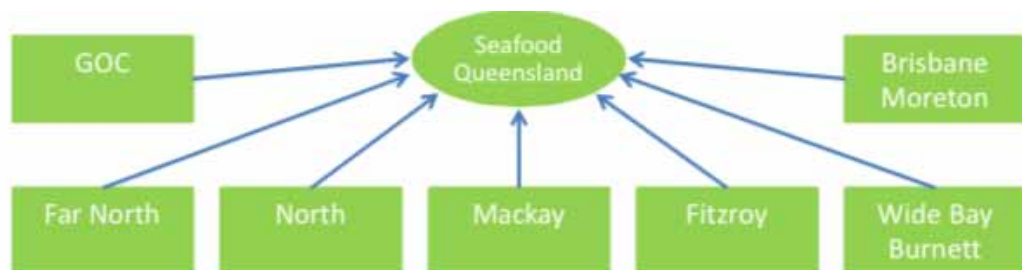 Seafood
Queensland
GOC
Brisbane
Moreton
Far North
North
Mackay
Fitzroy
Wide Bay
Burnett